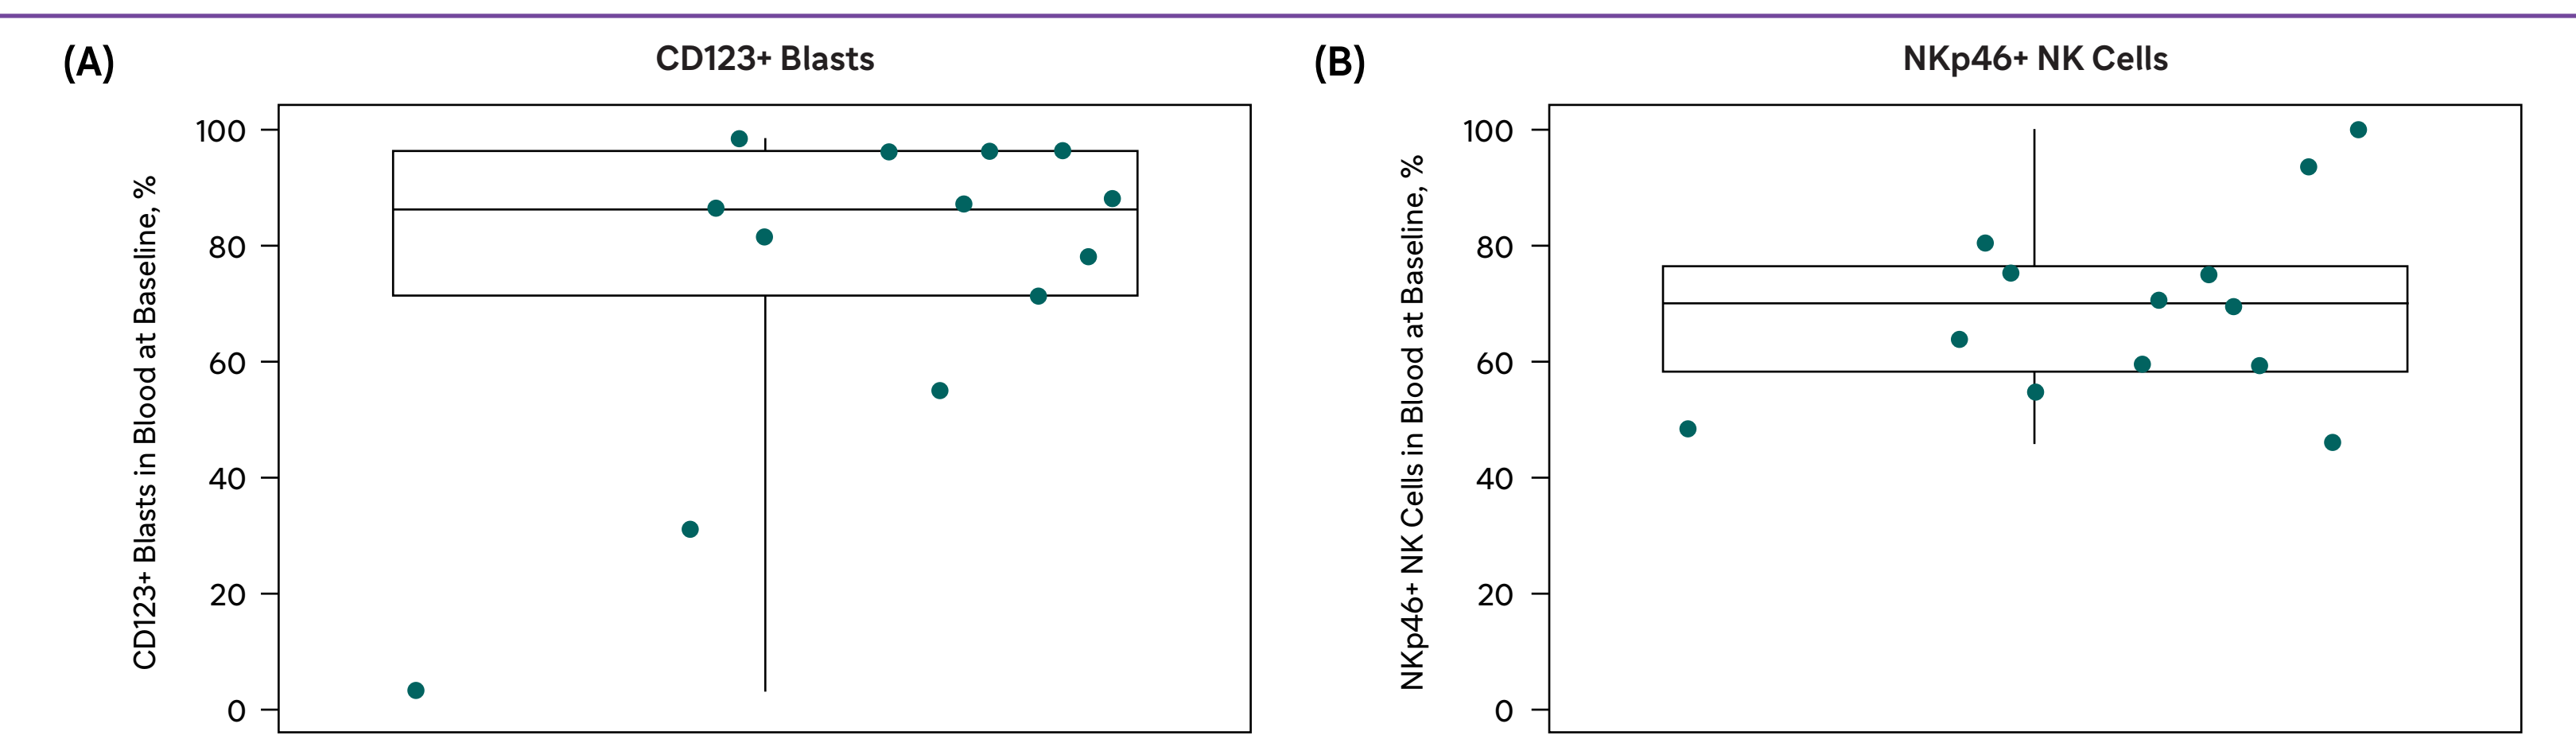 (A)
CD123+ Blasts
CD123+ Blasts in Blood at Baseline, %
100
80
60
40
20
0
(B)
NKp46+ NK Cells
NKp46+ NK Cells in Blood at Baseline, %
100
80
60
40
20
0